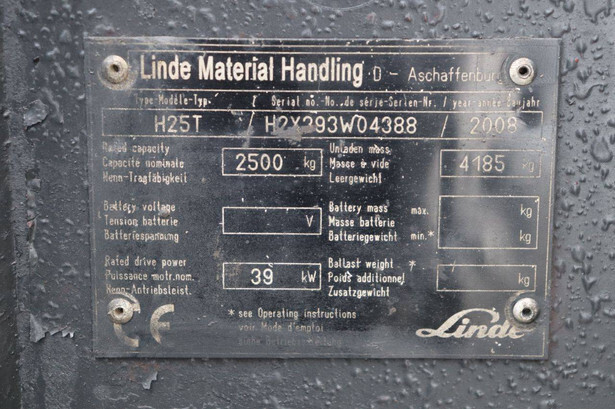 Linde Material Handling D - Aschaffenburg
Type-Modèle-Typ. / Serial no.-No. de série-Serien-Nr. / year-année-Baujahr
H25T / H2X393W04388 / 2008
Rated capacity
Capacité nominale 2500 kg
Nenn-Tragfähigkeit
Unladen mass
Masse à vide 4185 kg
Leergewicht
Battery voltage
Tension batterie V
Batteriespannung
Battery mass max. kg
Masse batterie
Batteriegewicht min.* kg
Rated drive power
Puissance motr.nom. 39 kW
Nenn-Antriebsleist.
Ballast weight *
Poids additionnel kg
Zusatzgewicht
CE
* see Operating instructions
voir Mode d'emploi
siehe
Linde